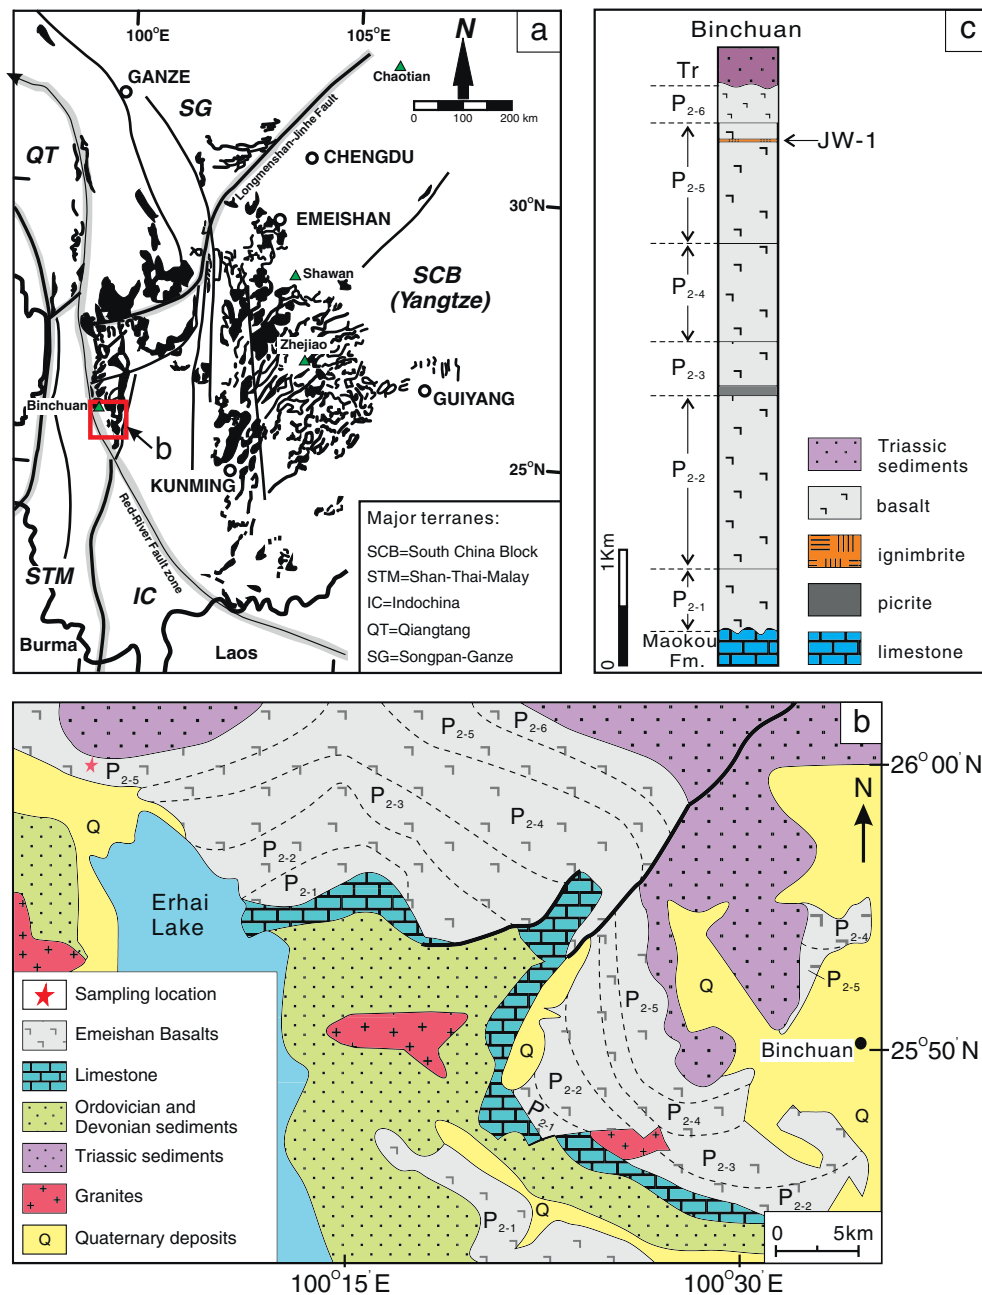 100°E
105°E
N
a
Chaotian
GANZE
SG
0 100 200 km
QT
Longmenshan-Jinhe Fault
CHENGDU
30°N
EMEISHAN
Shawan
SCB
(Yangtze)
Zhejiao
Binchuan
GUIYANG
b
KUNMING
25°N
Red-River Fault zone
STM
IC
Burma
Laos
Major terranes:
SCB=South China Block
STM=Shan-Thai-Malay
IC=Indochina
QT=Qiangtang
SG=Songpan-Ganze
c
Binchuan
Tr
P2-6
JW-1
P2-5
P2-4
P2-3
P2-2
P2-1
Maokou
Fm.
1Km
0
Triassic
sediments
basalt
ignimbrite
picrite
limestone
b
P2-5
P2-6
P2-5
26°00'N
N
P2-3
P2-4
Q
P2-2
P2-1
Erhai
Lake
P2-4
P2-5
P2-5
Q
Binchuan
25°50'N
Q
P2-2
P2-1
P2-4
Q
P2-3
P2-2
P2-1
Q
Sampling location
Emeishan Basalts
Limestone
Ordovician and
Devonian sediments
Triassic sediments
Granites
Q Quaternary deposits
0 5km
100°15'E
100°30'E